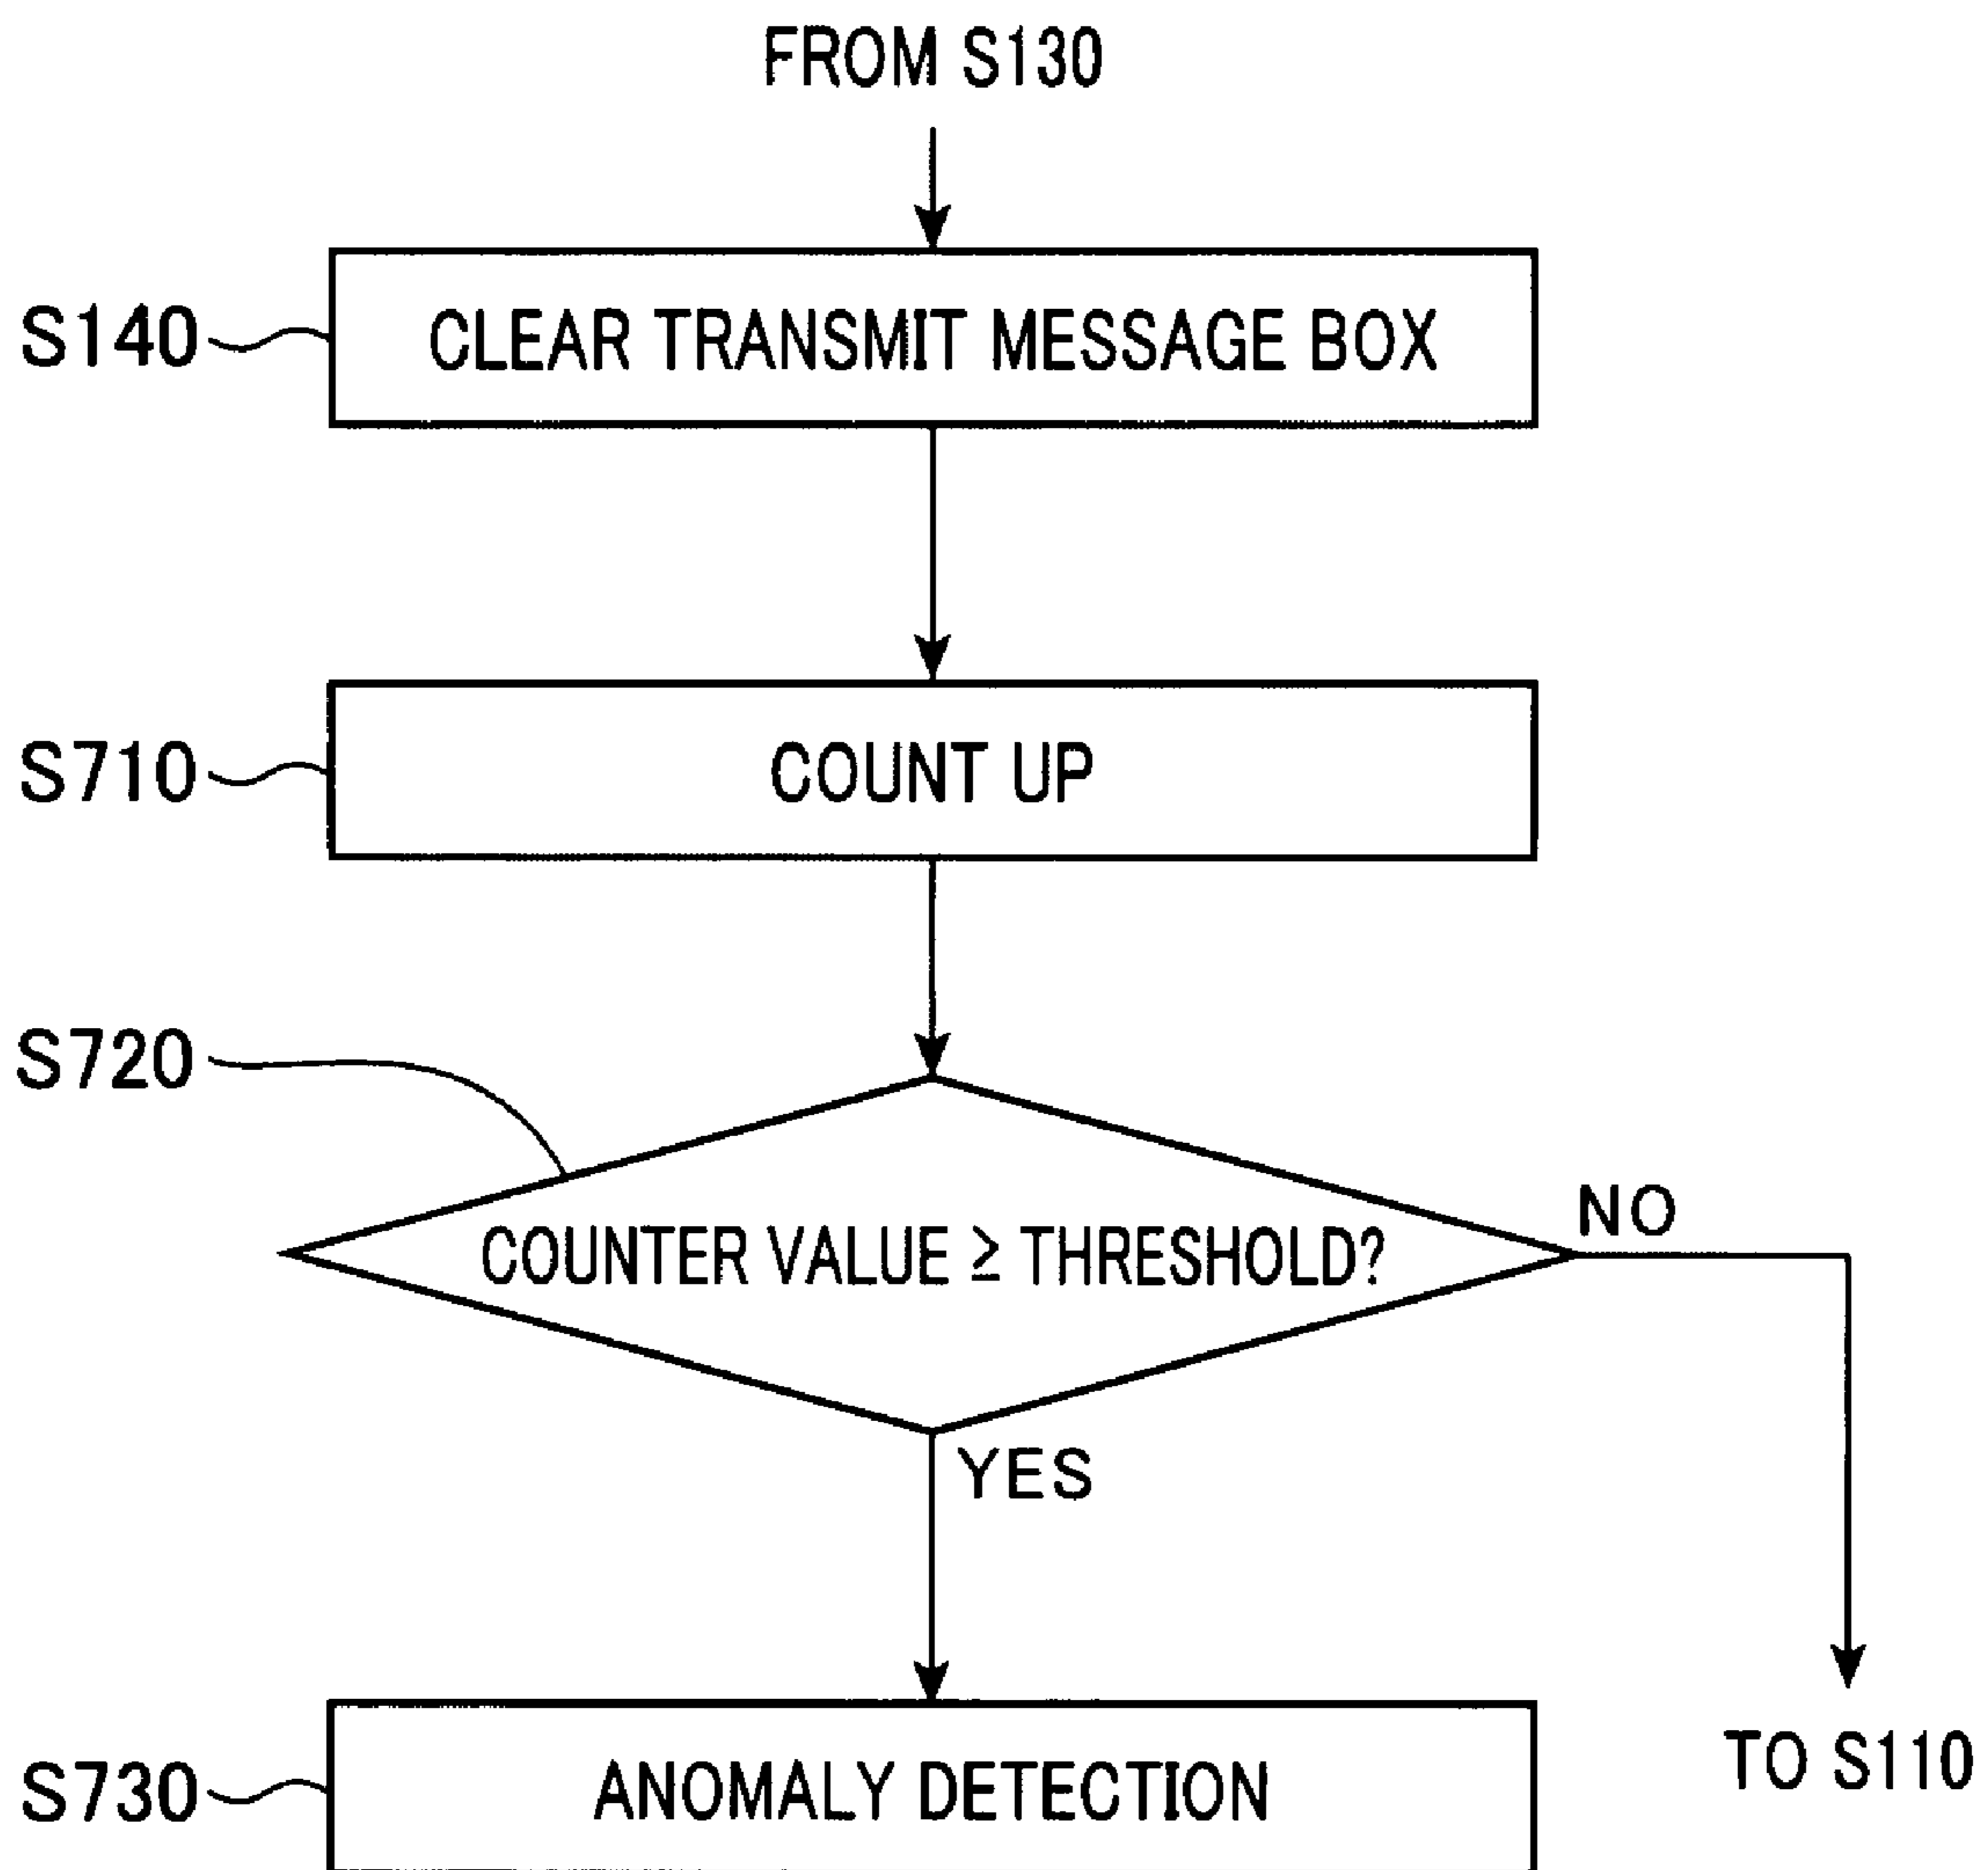 FROM S130
S140
CLEAR TRANSMIT MESSAGE BOX
S710
COUNT UP
S720
COUNTER VALUE ≥ THRESHOLD?
NO
YES
S730
ANOMALY DETECTION
TO S110